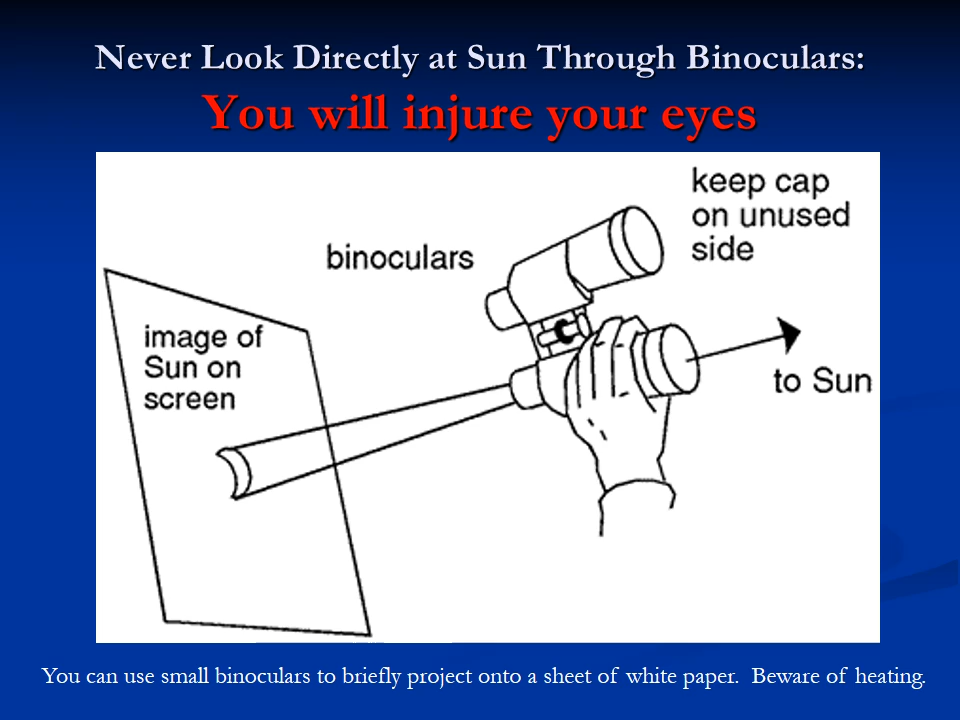 Never Look Directly at Sun Through Binoculars:
You will injure your eyes
keep cap
on unused
side
binoculars
image of
Sun on
screen
to Sun
You can use small binoculars to briefly project onto a sheet of white paper.  Beware of heating.